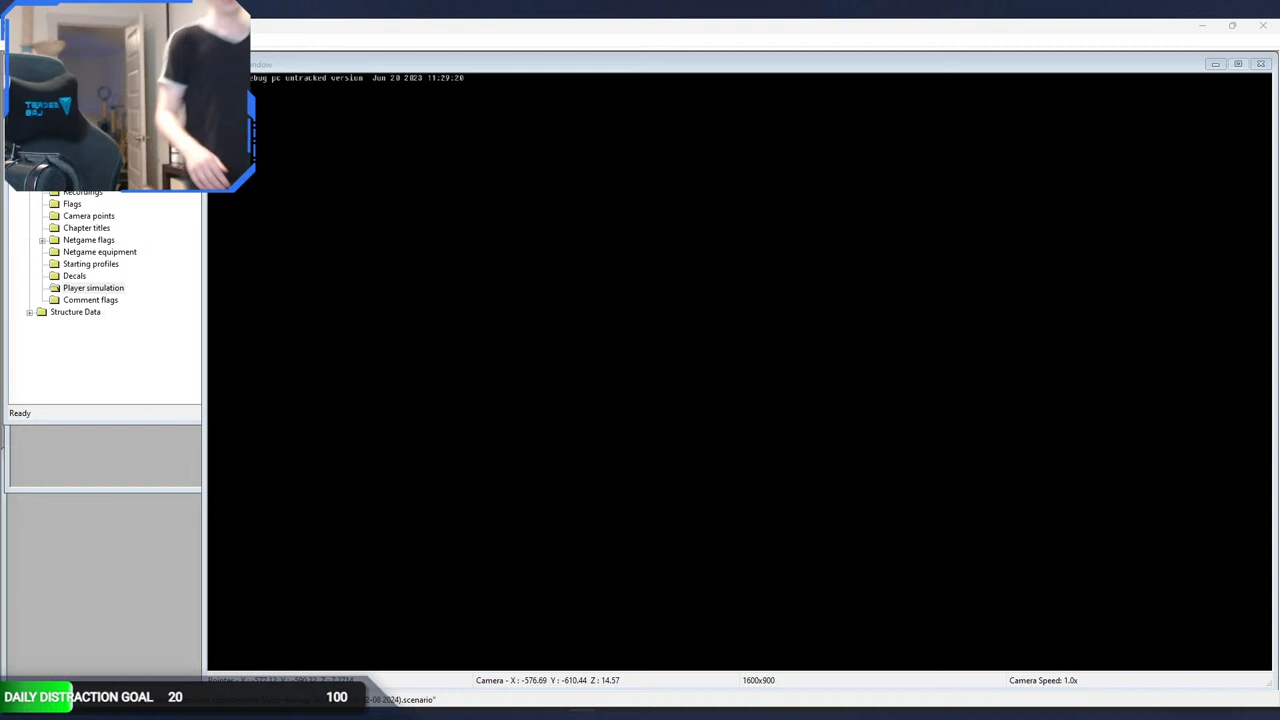 ndow
ebug pc untracked version Jun 20 2023 11:29:20
Recordings
Flags
Camera points
Chapter titles
Netgame flags
Netgame equipment
Starting profiles
Decals
Player simulation
Comment flags
Structure Data
Ready
Camera - X : -576.69 Y : -610.44 Z : 14.57
1600x900
Camera Speed: 1.0x
DAILY DISTRACTION GOAL 20 100
2024).scenario"